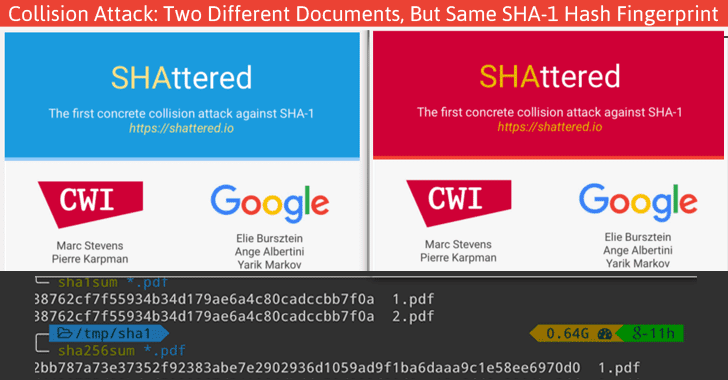 Collision Attack: Two Different Documents, But Same SHA-1 Hash Fingerprint
SHAttered
The first concrete collision attack against SHA-1
https://shattered.io
CWI
Marc Stevens
Pierre Karpman
Google
Elie Bursztein
Ange Albertini
Yarik Markov
SHAttered
The first concrete collision attack against SHA-1
https://shattered.io
CWI
Marc Stevens
Pierre Karpman
Google
Elie Bursztein
Ange Albertini
Yarik Markov
sha1sum *.pdf
38762cf7f55934b34d179ae6a4c80cadccbb7f0a 1.pdf
38762cf7f55934b34d179ae6a4c80cadccbb7f0a 2.pdf
/tmp/sha1 0.64G 8-11h
sha256sum *.pdf
2bb787a73e37352f92383abe7e2902936d1059ad9f1ba6daaa9c1e58ee6970d0 1.pdf